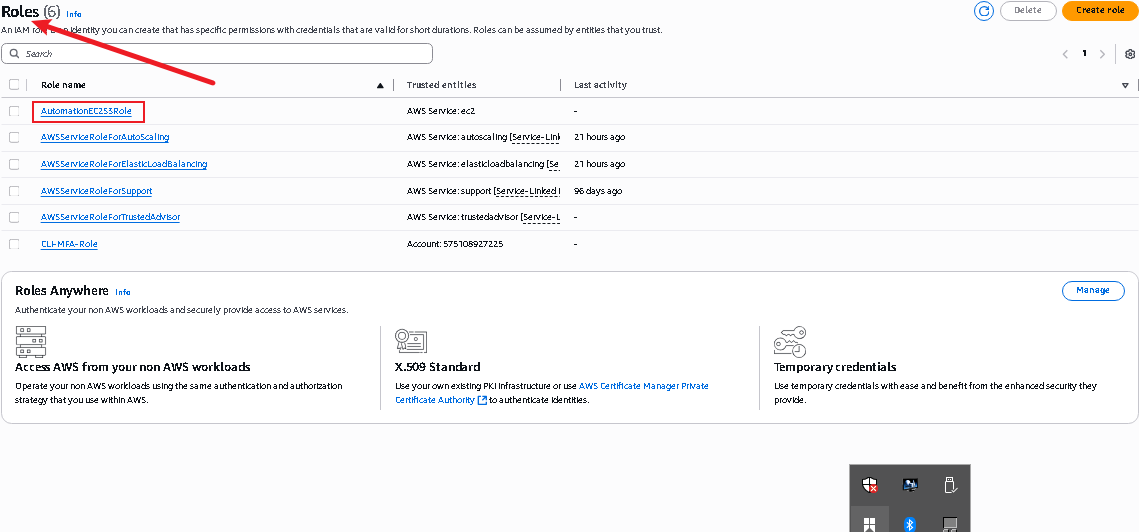 Roles (6) Info
Delete
Create role
An IAM role is an identity you can create that has specific permissions with credentials that are valid for short durations. Roles can be assumed by entities that you trust.
Search
1
Role name
Trusted entities
Last activity
AutomationEC2S3Role
AWS Service: ec2
-
AWSServiceRoleForAutoScaling
AWS Service: autoscaling (Service-Link
21 hours ago
AWSServiceRoleForElasticLoadBalancing
AWS Service: elasticloadbalancing (Se
21 hours ago
AWSServiceRoleForSupport
AWS Service: support (Service-Linked
96 days ago
AWSServiceRoleForTrustedAdvisor
AWS Service: trustedadvisor (Service-L
-
CLI-MFA-Role
Account: 575108927225
-
Roles Anywhere Info
Manage
Authenticate your non AWS workloads and securely provide access to AWS services.
Access AWS from your non AWS workloads
Operate your non AWS workloads using the same authentication and authorization
strategy that you use within AWS.
X.509 Standard
Use your own existing PKI infrastructure or use AWS Certificate Manager Private
Certificate Authority to authenticate identities.
Temporary credentials
Use temporary credentials with ease and benefit from the enhanced security they
provide.